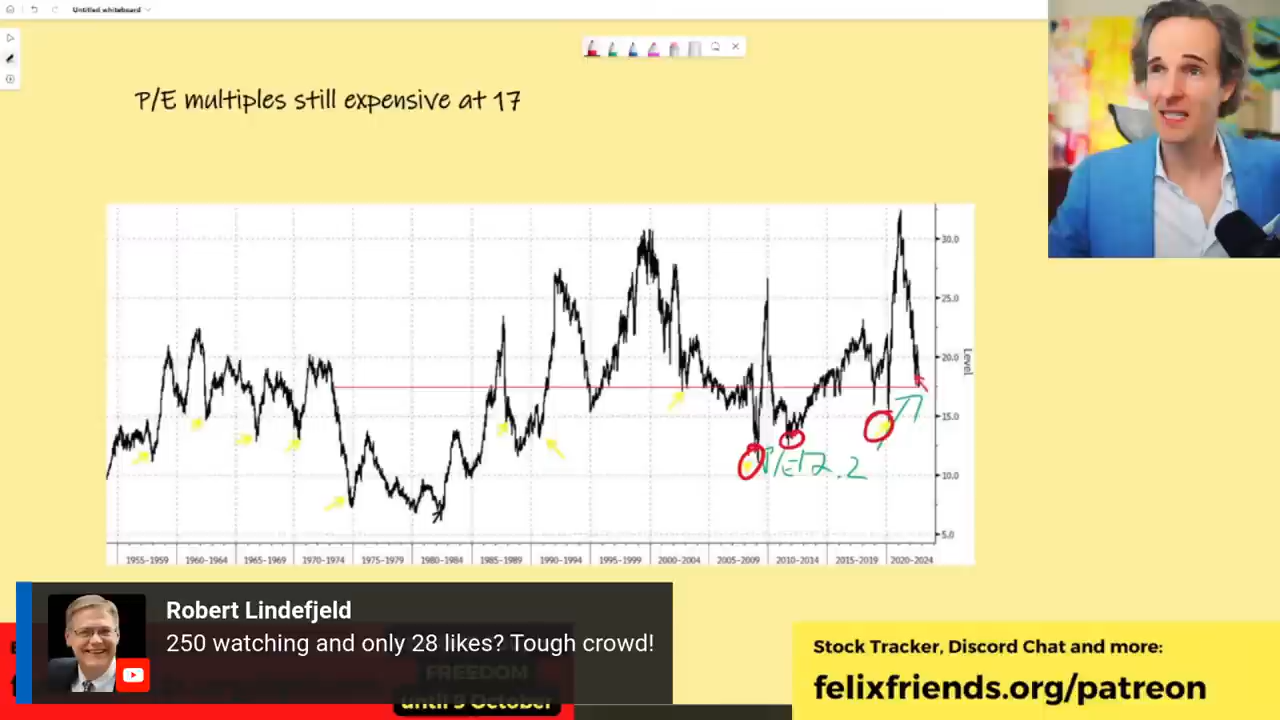 Untitled whiteboard
P/E multiples still expensive at 17
30.0
25.0
20.0
15.0
10.0
5.0
Level
P/E 12.2
1955-1959
1960-1964
1965-1969
1970-1974
1975-1979
1980-1984
1985-1989
1990-1994
1995-1999
2000-2004
2005-2009
2010-2014
2015-2019
2020-2024
Robert Lindefjeld
250 watching and only 28 likes? Tough crowd!
FREEDOM
until 5 October
Stock Tracker, Discord Chat and more:
felixfriends.org/patreon